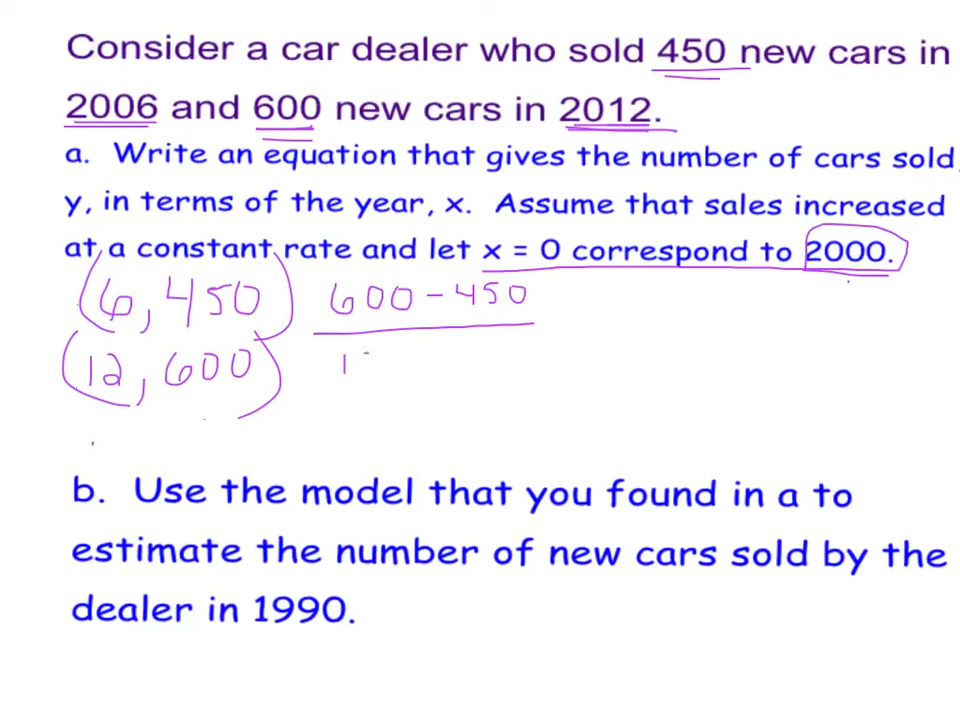 Consider a car dealer who sold 450 new cars in
2006 and 600 new cars in 2012.
a. Write an equation that gives the number of cars sold,
y, in terms of the year, x. Assume that sales increased
at a constant rate and let x = 0 correspond to 2000.
(6, 450) 600 - 450
(12, 600) 1
b. Use the model that you found in a to
estimate the number of new cars sold by the
dealer in 1990.